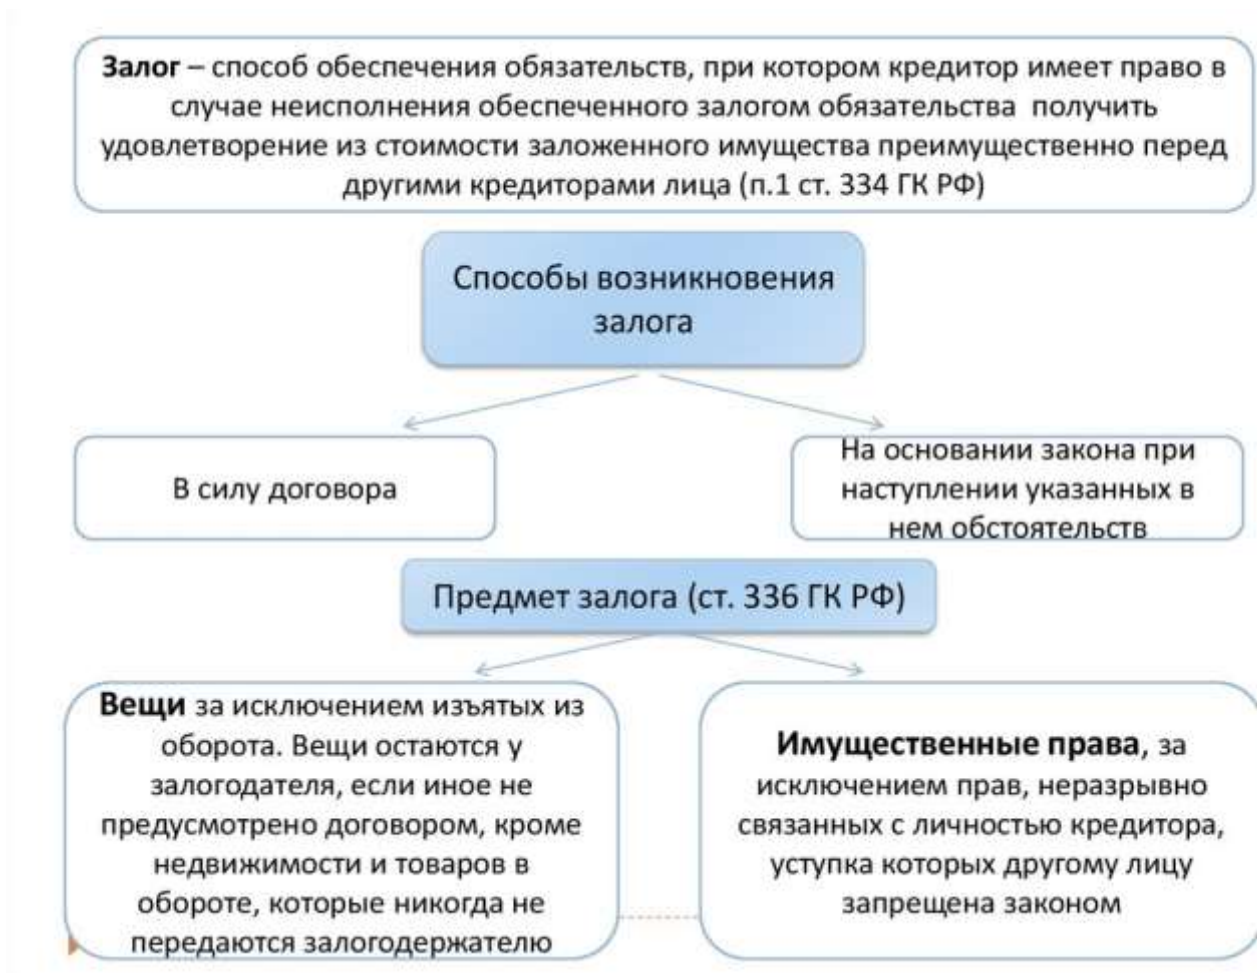 Залог – способ обеспечения обязательств, при котором кредитор имеет право в
случае неисполнения обеспеченного залогом обязательства получить
удовлетворение из стоимости заложенного имущества преимущественно перед
другими кредиторами лица (п.1 ст. 334 ГК РФ)
Способы возникновения
залога
В силу договора
На основании закона при
наступлении указанных в
нем обстоятельств
Предмет залога (ст. 336 ГК РФ)
Вещи за исключением изъятых из
оборота. Вещи остаются у
залогодателя, если иное не
предусмотрено договором, кроме
недвижимости и товаров в
обороте, которые никогда не
передаются залогодержателю
Имущественные права, за
исключением прав, неразрывно
связанных с личностью кредитора,
уступка которых другому лицу
запрещена законом